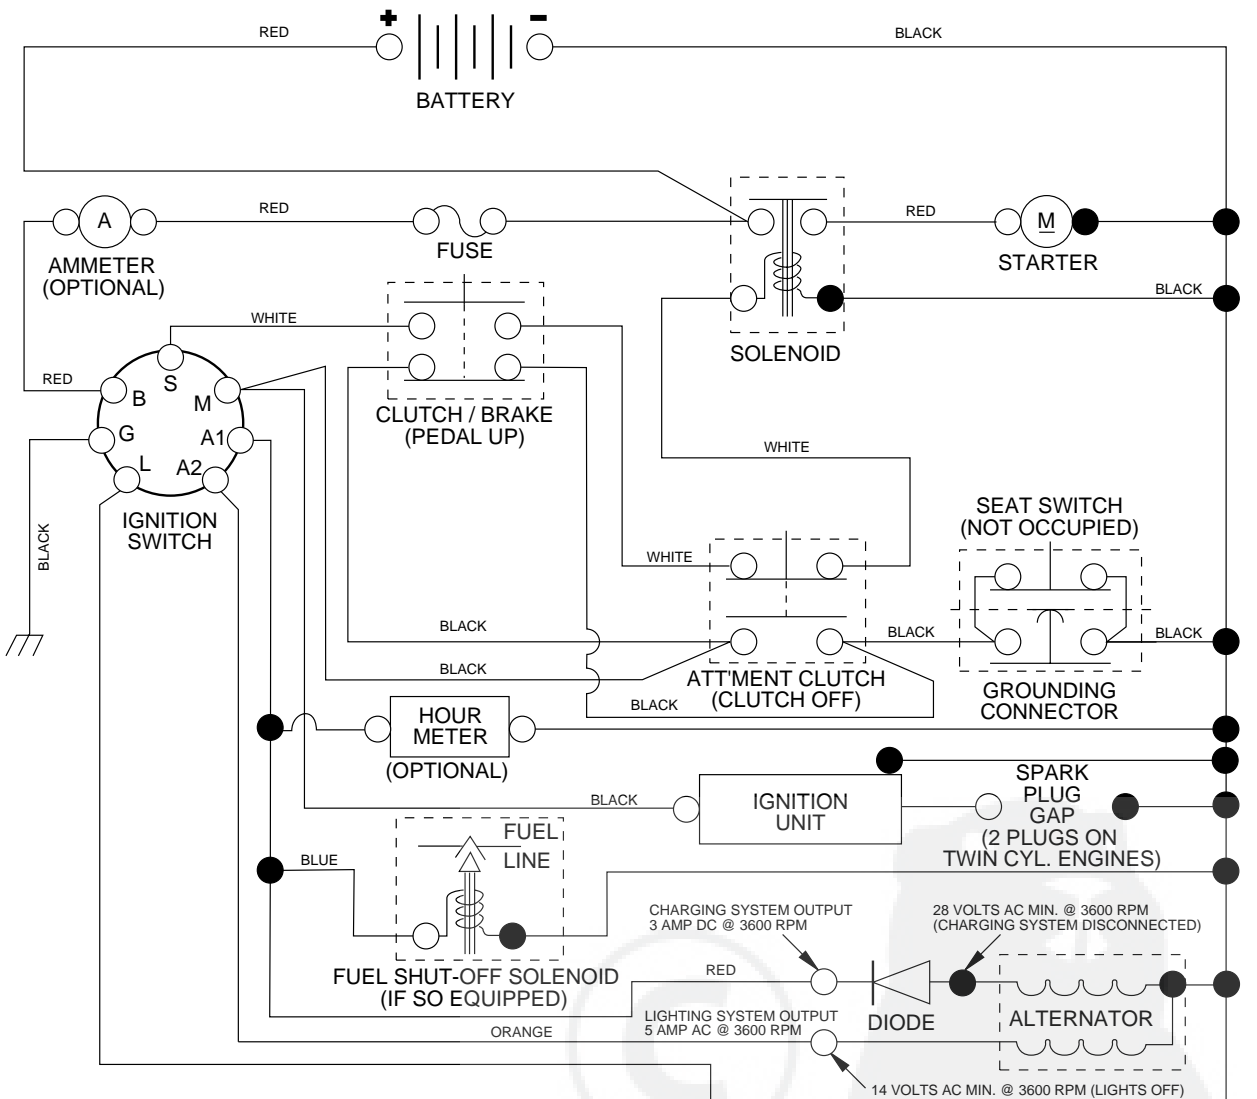 + −
RED
BLACK
BATTERY
RED
A
AMMETER
(OPTIONAL)
FUSE
RED
M
STARTER
BLACK
SOLENOID
WHITE
CLUTCH / BRAKE
(PEDAL UP)
RED
S
B
M
G
A1
L
A2
IGNITION
SWITCH
BLACK
WHITE
WHITE
SEAT SWITCH
(NOT OCCUPIED)
BLACK
BLACK
BLACK
BLACK
ATT'MENT CLUTCH
(CLUTCH OFF)
BLACK
GROUNDING
CONNECTOR
HOUR
METER
(OPTIONAL)
BLACK
IGNITION
UNIT
SPARK
PLUG
GAP
(2 PLUGS ON
TWIN CYL. ENGINES)
BLUE
FUEL
LINE
FUEL SHUT-OFF SOLENOID
(IF SO EQUIPPED)
CHARGING SYSTEM OUTPUT
3 AMP DC @ 3600 RPM
28 VOLTS AC MIN. @ 3600 RPM
(CHARGING SYSTEM DISCONNECTED)
RED
DIODE
ALTERNATOR
LIGHTING SYSTEM OUTPUT
5 AMP AC @ 3600 RPM
ORANGE
14 VOLTS AC MIN. @ 3600 RPM (LIGHTS OFF)